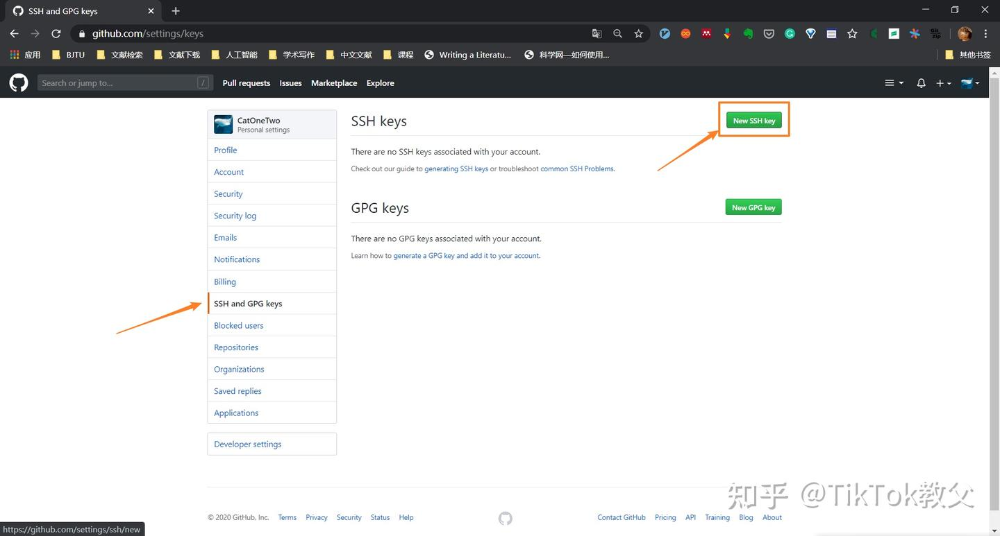 SSH and GPG keys
github.com/settings/keys
应用 BJTU 文献检索 文献下载 人工智能 学术写作 中文文献 课程 Writing a Literatu... 科学网—如何使用... 其他书签
Search or jump to... / Pull requests Issues Marketplace Explore
CatOneTwo
Personal settings
Profile
Account
Security
Security log
Emails
Notifications
Billing
SSH and GPG keys
Blocked users
Repositories
Organizations
Saved replies
Applications
Developer settings
SSH keys New SSH key
There are no SSH keys associated with your account.
Check out our guide to generating SSH keys or troubleshoot common SSH Problems.
GPG keys New GPG key
There are no GPG keys associated with your account.
Learn how to generate a GPG key and add it to your account.
知乎 @TikTok教父
© 2020 GitHub, Inc. Terms Privacy Security Status Help Contact GitHub Pricing API Training Blog About
https://github.com/settings/ssh/new